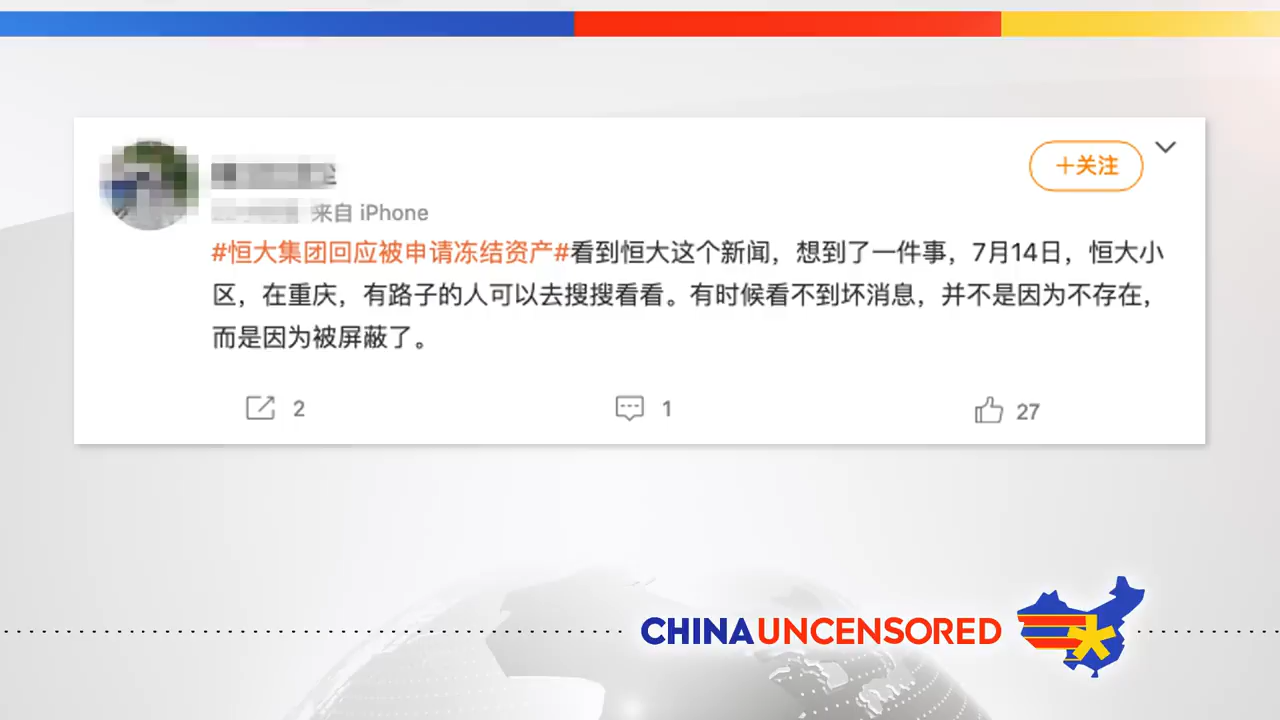 来自 iPhone
+关注
#恒大集团回应被申请冻结资产#看到恒大这个新闻，想到了一件事，7月14日，恒大小
区，在重庆，有路子的人可以去搜搜看看。有时候看不到坏消息，并不是因为不存在，
而是因为被屏蔽了。
2
1
27
CHINA UNCENSORED